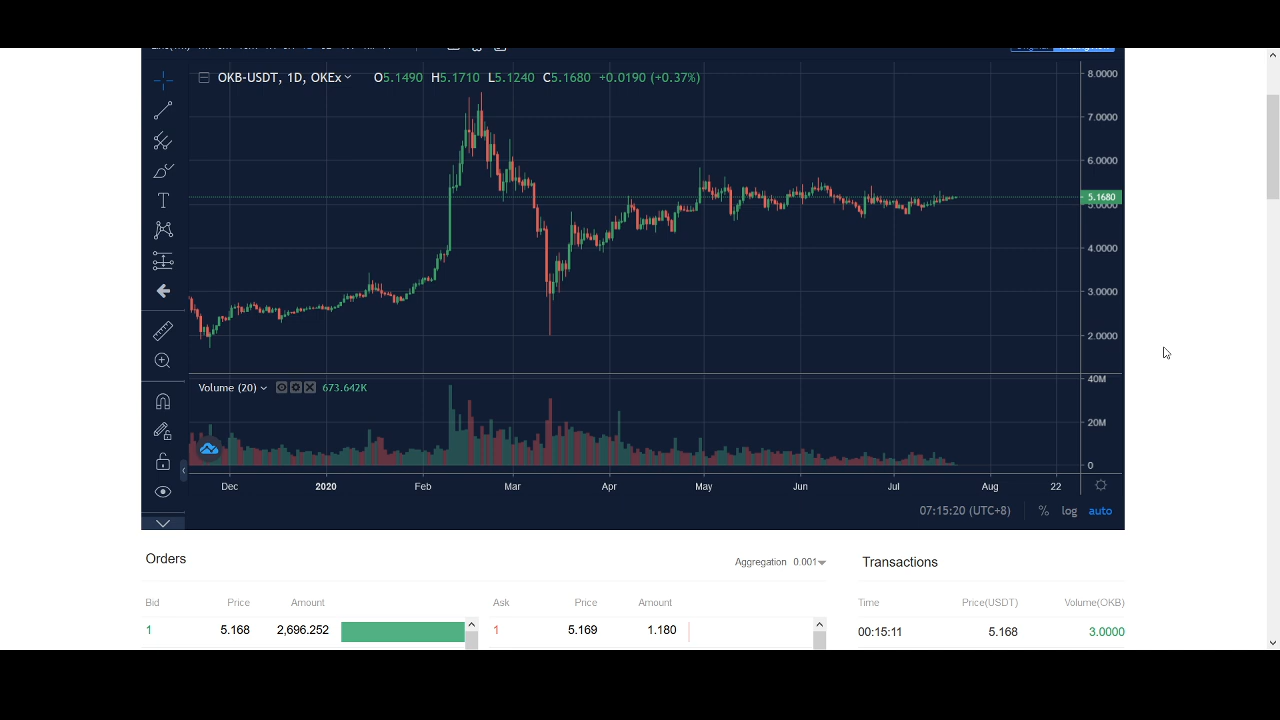 OKB-USDT, 1D, OKEx O5.1490 H5.1710 L5.1240 C5.1680 +0.0190 (+0.37%)
8.0000
7.0000
6.0000
5.1680
5.0000
4.0000
3.0000
2.0000
Volume (20) 673.642K
40M
20M
0
Dec 2020 Feb Mar Apr May Jun Jul Aug 22
07:15:20 (UTC+8) % log auto
Orders Aggregation 0.001 Transactions
Bid Price Amount Ask Price Amount Time Price(USDT) Volume(OKB)
1 5.168 2,696.252 1 5.169 1.180 00:15:11 5.168 3.0000